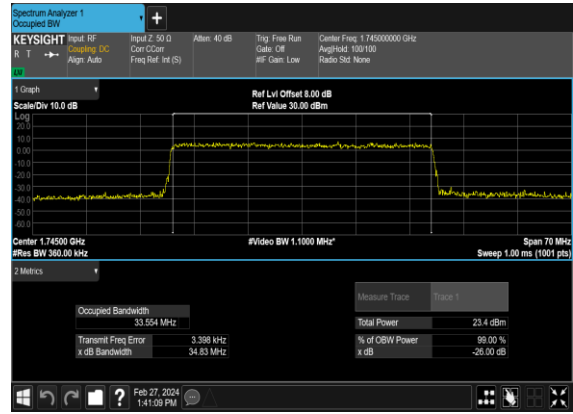 Spectrum Analyzer 1
Occupied BW
+
KEYSIGHT Input: RF Input Z: 50 Ω Atten: 40 dB Trig: Free Run Center Freq: 1.745000000 GHz
R T Coupling: DC Corr CCorr Gate: Off Avg|Hold: 100/100
Align: Auto Freq Ref: Int (S) #IF Gain: Low Radio Std: None
LXI
1 Graph
Ref Lvl Offset 8.00 dB
Scale/Div 10.0 dB Ref Value 30.00 dBm
Log
20.0
10.0
0.00
-10.0
-20.0
-30.0
-40.0
-50.0
-60.0
Center 1.74500 GHz #Video BW 1.1000 MHz* Span 70 MHz
#Res BW 360.00 kHz Sweep 1.00 ms (1001 pts)
2 Metrics
Measure Trace Trace 1
Occupied Bandwidth
33.554 MHz Total Power 23.4 dBm
Transmit Freq Error 3.398 kHz % of OBW Power 99.00 %
x dB Bandwidth 34.83 MHz x dB -26.00 dB
? Feb 27, 2024
1:41:09 PM